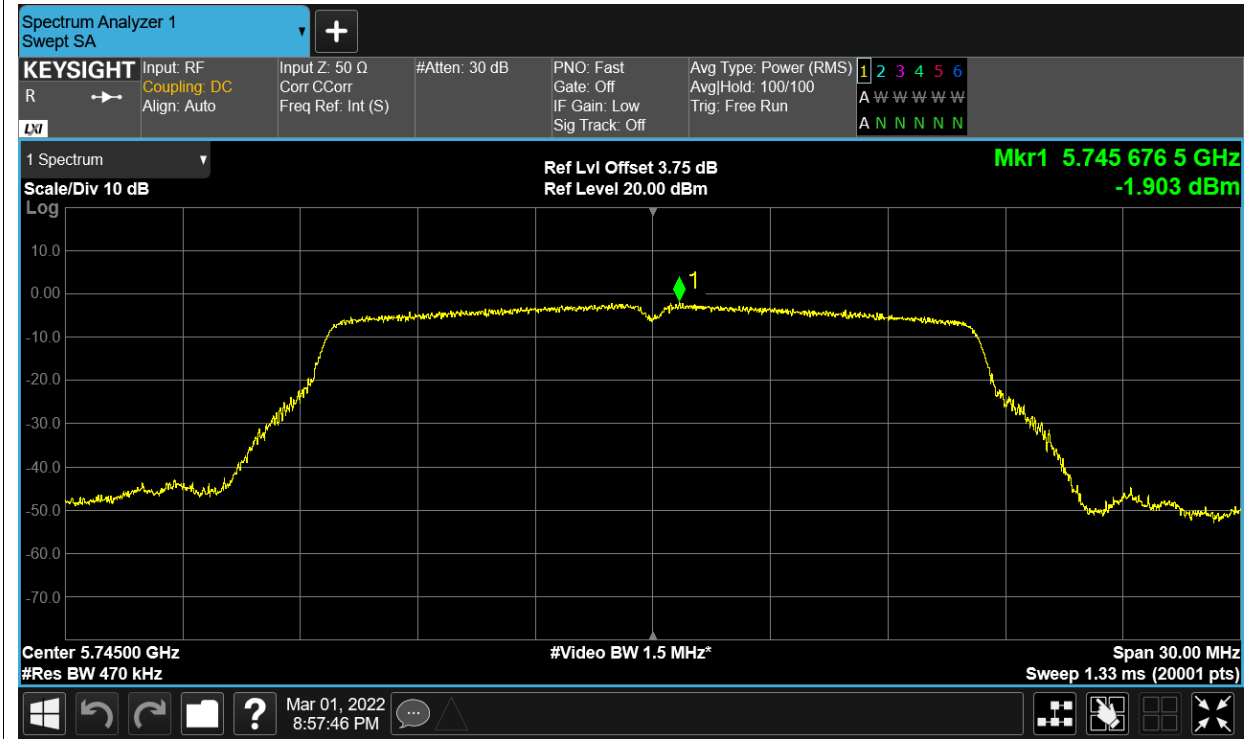 Spectrum Analyzer 1
Swept SA
KEYSIGHT
R
LXI
Input: RF
Coupling: DC
Align: Auto
Input Z: 50 Ω
Corr CCorr
Freq Ref: Int (S)
#Atten: 30 dB
PNO: Fast
Gate: Off
IF Gain: Low
Sig Track: Off
Avg Type: Power (RMS)
Avg|Hold: 100/100
Trig: Free Run
1 2 3 4 5 6
A W W W W W
A N N N N N
1 Spectrum
Scale/Div 10 dB
Log
Ref Lvl Offset 3.75 dB
Ref Level 20.00 dBm
Mkr1 5.745 676 5 GHz
-1.903 dBm
10.0
0.00
-10.0
-20.0
-30.0
-40.0
-50.0
-60.0
-70.0
1
Center 5.74500 GHz
#Res BW 470 kHz
#Video BW 1.5 MHz*
Span 30.00 MHz
Sweep 1.33 ms (20001 pts)
?
Mar 01, 2022
8:57:46 PM